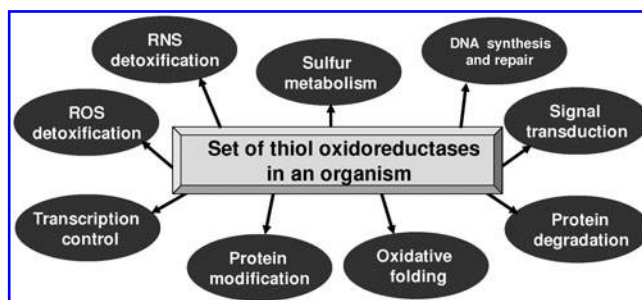 RNS
detoxification
Sulfur
metabolism
DNA synthesis
and repair
ROS
detoxification
Signal
transduction
Set of thiol oxidoreductases
in an organism
Transcription
control
Protein
modification
Oxidative
folding
Protein
degradation